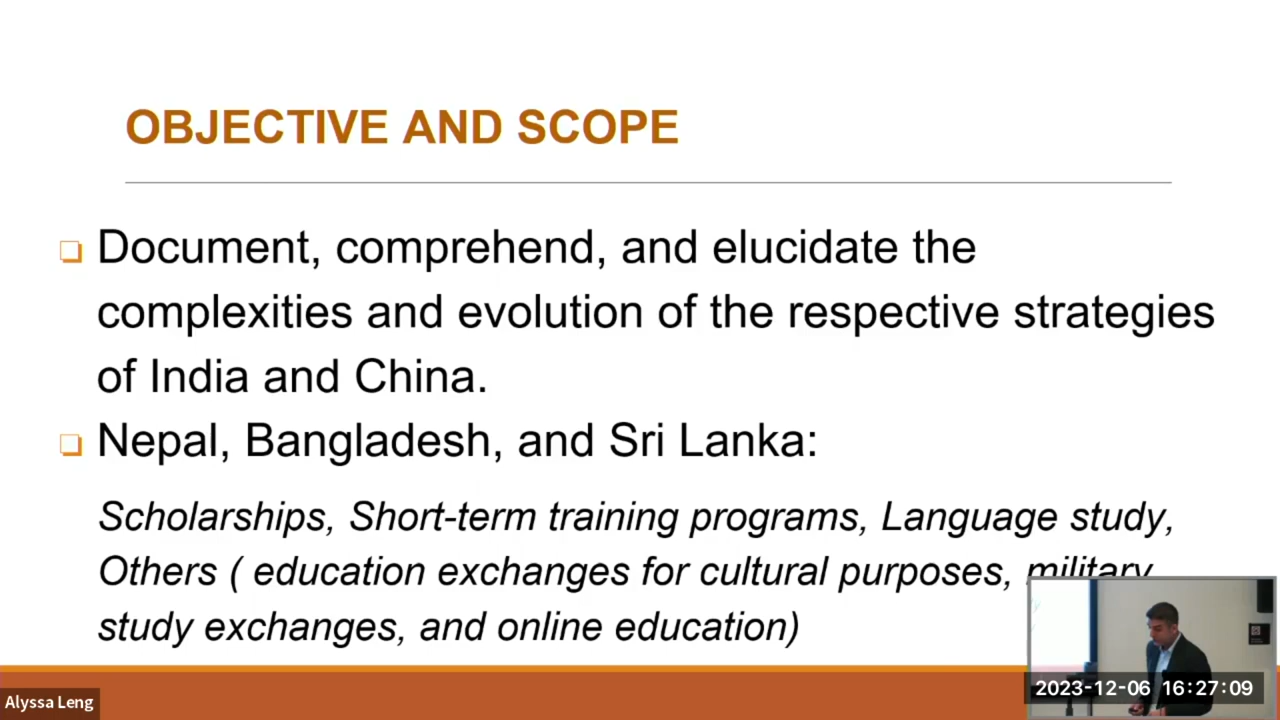 OBJECTIVE AND SCOPE
❑ Document, comprehend, and elucidate the
complexities and evolution of the respective strategies
of India and China.
❑ Nepal, Bangladesh, and Sri Lanka:
Scholarships, Short-term training programs, Language study,
Others ( education exchanges for cultural purposes, military
study exchanges, and online education)
Alyssa Leng
2023-12-06 16:27:09